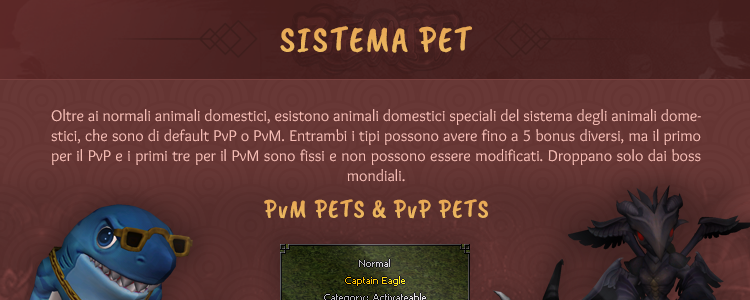 SISTEMA PET
Oltre ai normali animali domestici, esistono animali domestici speciali del sistema degli animali dome-
stici, che sono di default PvP o PvM. Entrambi i tipi possono avere fino a 5 bonus diversi, ma il primo
per il PvP e i primi tre per il PvM sono fissi e non possono essere modificati. Droppano solo dai boss
mondiali.
PvM PETS & PvP PETS
Normal
Captain Eagle
Category: Activateable